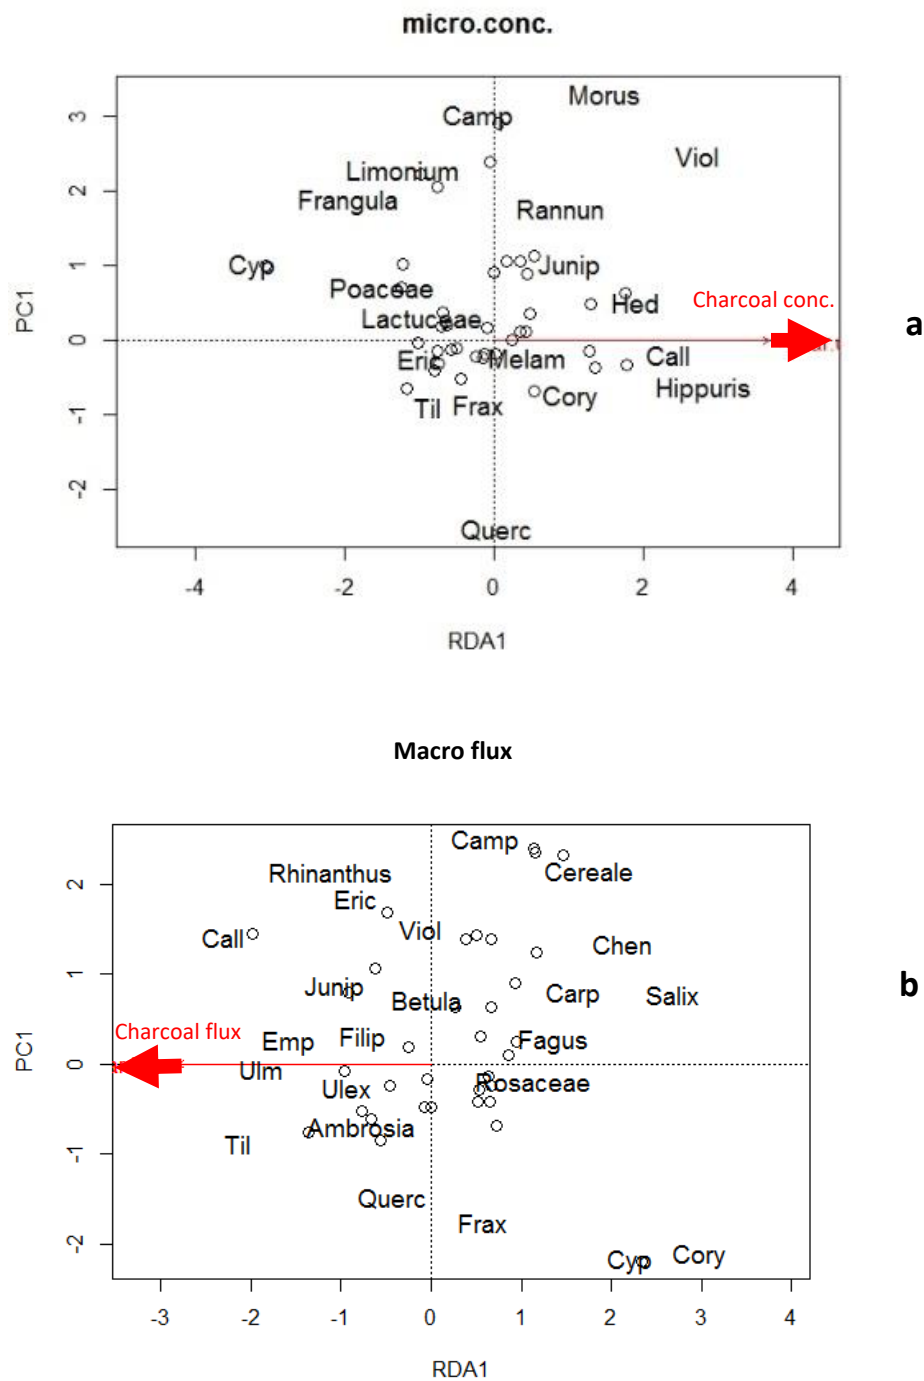 micro.conc.
3
Morus
Camp
Viol
2
Limonium
Frangula
Rannun
1
Cyp
Junip
Poaceae
Hed
Charcoal conc.
PC1
Lactuceae
a
0
Eric
Melam
Call
Hippuris
Til
Frax
Cory
-1
-2
Querc
-4 -2 0 2 4
RDA1
Macro flux
Camp
Cereale
2
Rhinanthus
Eric
Call
Viol
Chen
1
Junip
Betula
Carp
Salix
b
Charcoal flux
Emp
Filip
Fagus
PC1
0
Ulm
Ulex
Rosaceae
Ambrosia
-1
Til
Querc
Frax
-2
Cyp
Cory
-3 -2 -1 0 1 2 3 4
RDA1